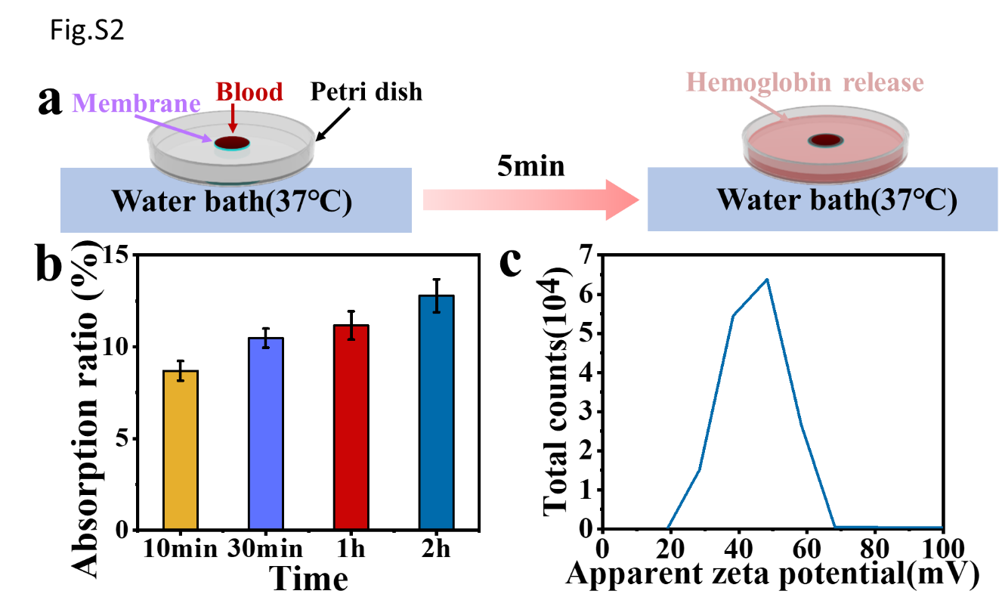 Fig.S2
a
Membrane
Blood
Petri dish
Water bath(37℃)
5min
Hemoglobin release
Water bath(37℃)
b
Absorption ratio (%)
15
10
5
0
10min 30min 1h 2h
Time
c
Total counts(10⁴)
7
6
5
4
3
2
1
0
0 20 40 60 80 100
Apparent zeta potential(mV)